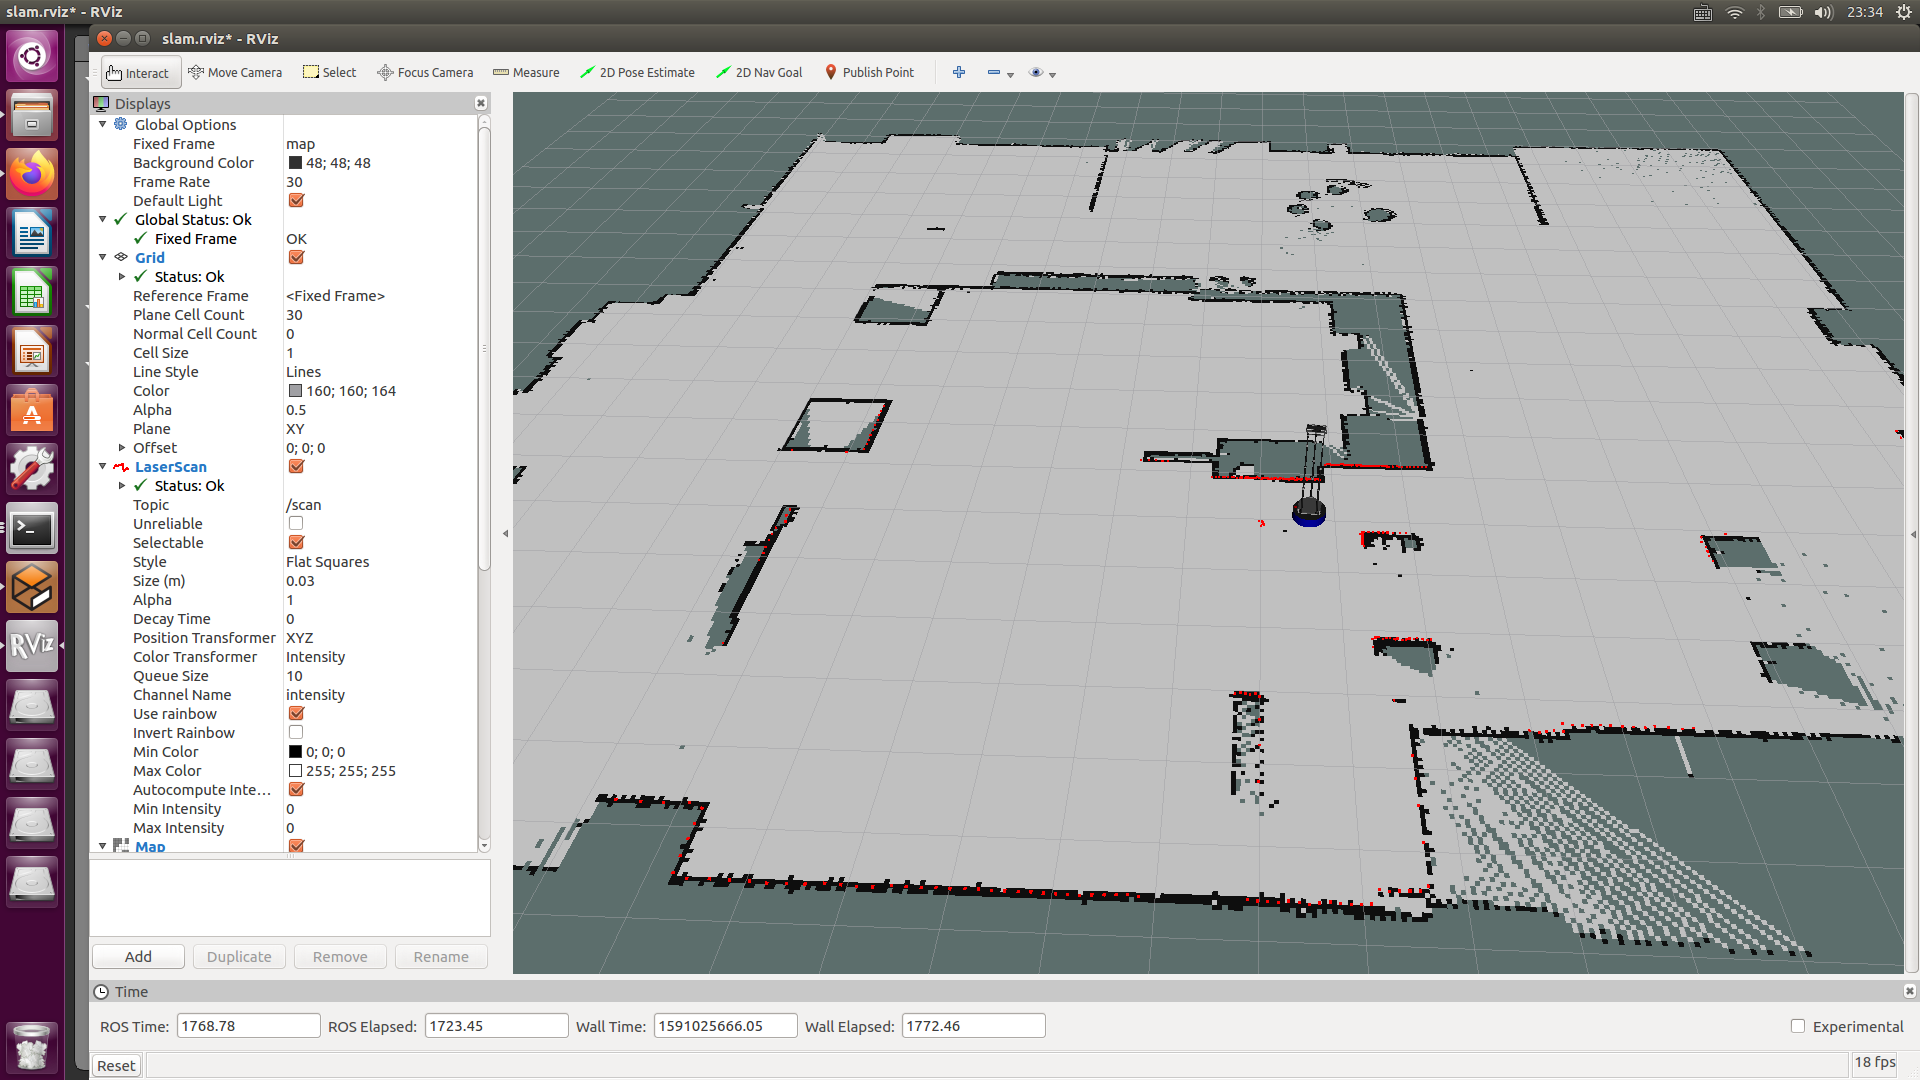 slam.rviz* - RViz
23:34
slam.rviz* - RViz
Interact Move Camera Select Focus Camera Measure 2D Pose Estimate 2D Nav Goal Publish Point
Displays
Global Options
Fixed Frame map
Background Color 48; 48; 48
Frame Rate 30
Default Light
Global Status: Ok
Fixed Frame OK
Grid
Status: Ok
Reference Frame <Fixed Frame>
Plane Cell Count 30
Normal Cell Count 0
Cell Size 1
Line Style Lines
Color 160; 160; 164
Alpha 0.5
Plane XY
Offset 0; 0; 0
LaserScan
Status: Ok
Topic /scan
Unreliable
Selectable
Style Flat Squares
Size (m) 0.03
Alpha 1
Decay Time 0
Position Transformer XYZ
Color Transformer Intensity
Queue Size 10
Channel Name intensity
Use rainbow
Invert Rainbow
Min Color 0; 0; 0
Max Color 255; 255; 255
Autocompute Inte...
Min Intensity 0
Max Intensity 0
Map
RViz
Add Duplicate Remove Rename
Time
ROS Time: 1768.78 ROS Elapsed: 1723.45 Wall Time: 1591025666.05 Wall Elapsed: 1772.46 Experimental
Reset 18 fps